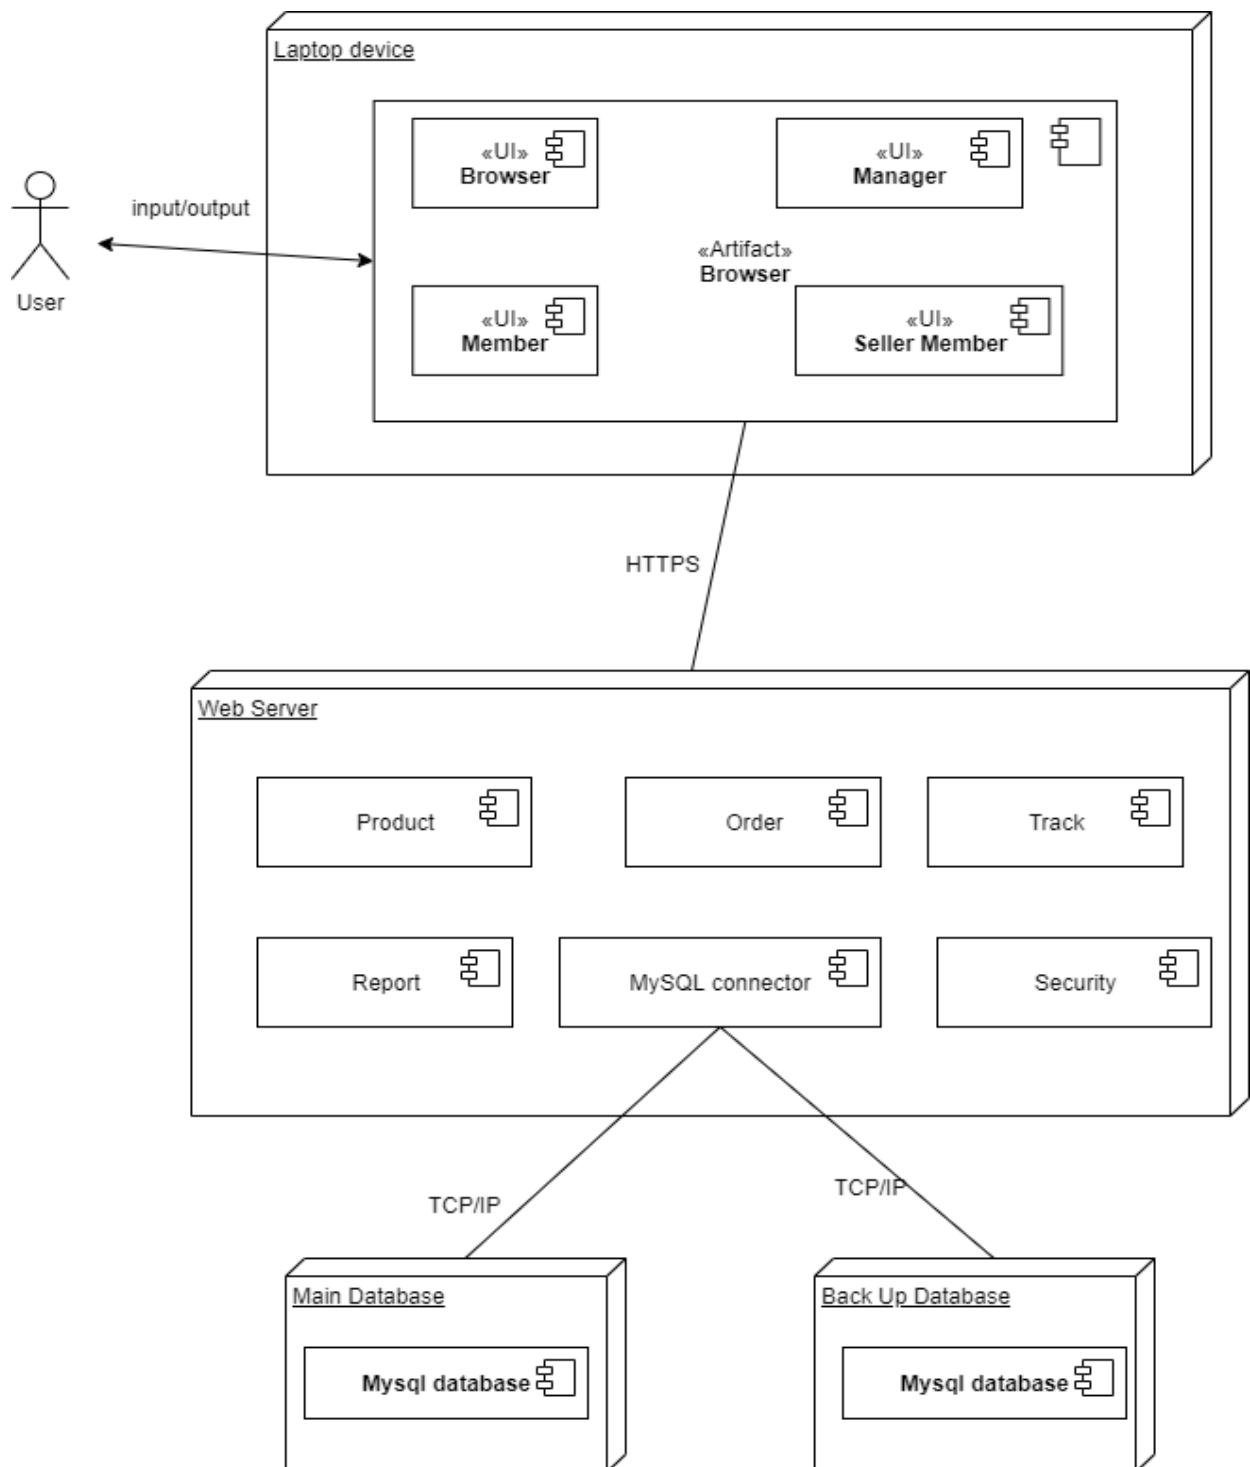 Laptop device
«UI»
Browser
«UI»
Manager
input/output
«Artifact»
Browser
User
«UI»
Member
«UI»
Seller Member
HTTPS
Web Server
Product
Order
Track
Report
MySQL connector
Security
TCP/IP
TCP/IP
Main Database
Back Up Database
Mysql database
Mysql database